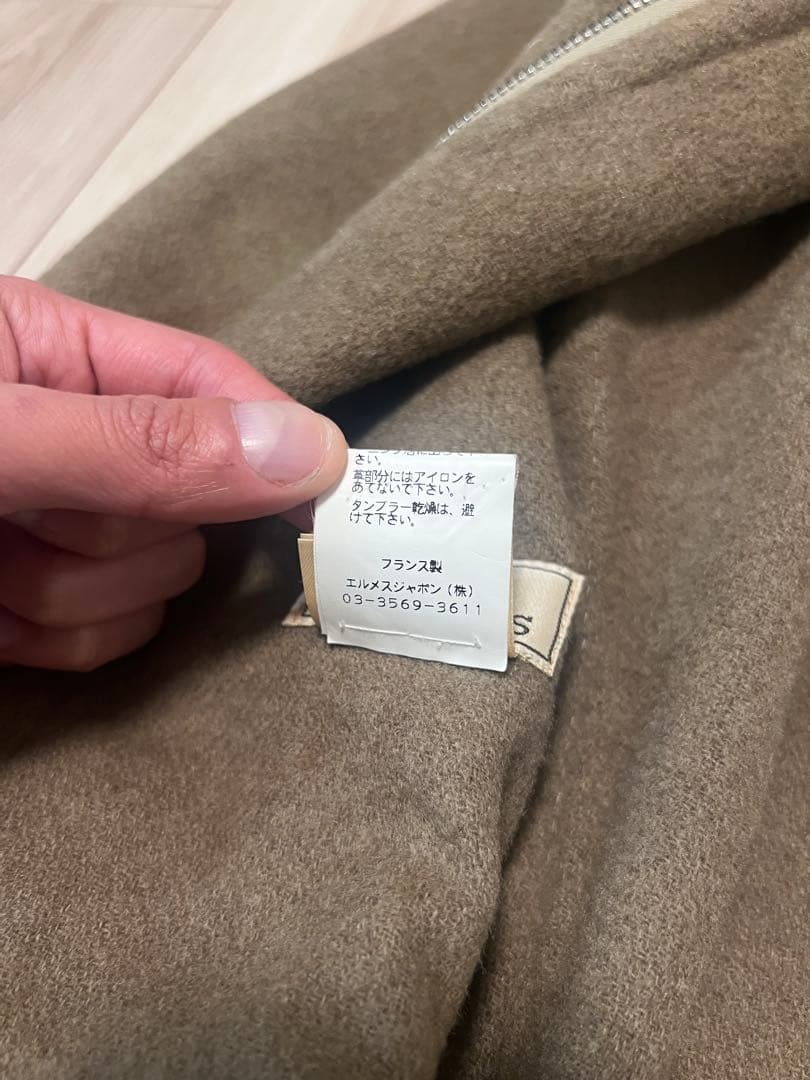 さい。
革部分にはアイロンを
あてないで下さい。
タンブラー乾燥は、避
けて下さい。
フランス製
エルメスジャポン(株)
03-3569-3611
S